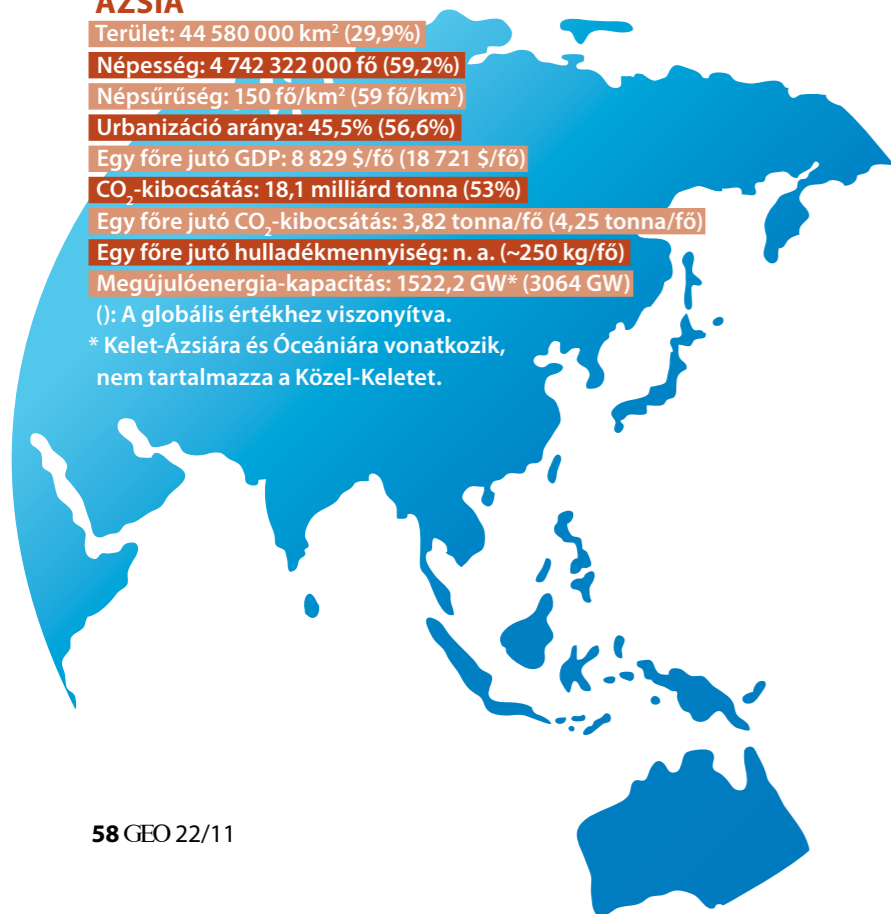 ÁZSIA
Terület: 44 580 000 km² (29,9%)
Népesség: 4 742 322 000 fő (59,2%)
Népsűrűség: 150 fő/km² (59 fő/km²)
Urbanizáció aránya: 45,5% (56,6%)
Egy főre jutó GDP: 8 829 $/fő (18 721 $/fő)
CO₂-kibocsátás: 18,1 milliárd tonna (53%)
Egy főre jutó CO₂-kibocsátás: 3,82 tonna/fő (4,25 tonna/fő)
Egy főre jutó hulladékmennyiség: n. a. (~250 kg/fő)
Megújulóenergia-kapacitás: 1522,2 GW* (3064 GW)
(): A globális értékhez viszonyítva.
* Kelet-Ázsiára és Óceániára vonatkozik,
nem tartalmazza a Közel-Keletet.
58 GEO 22/11